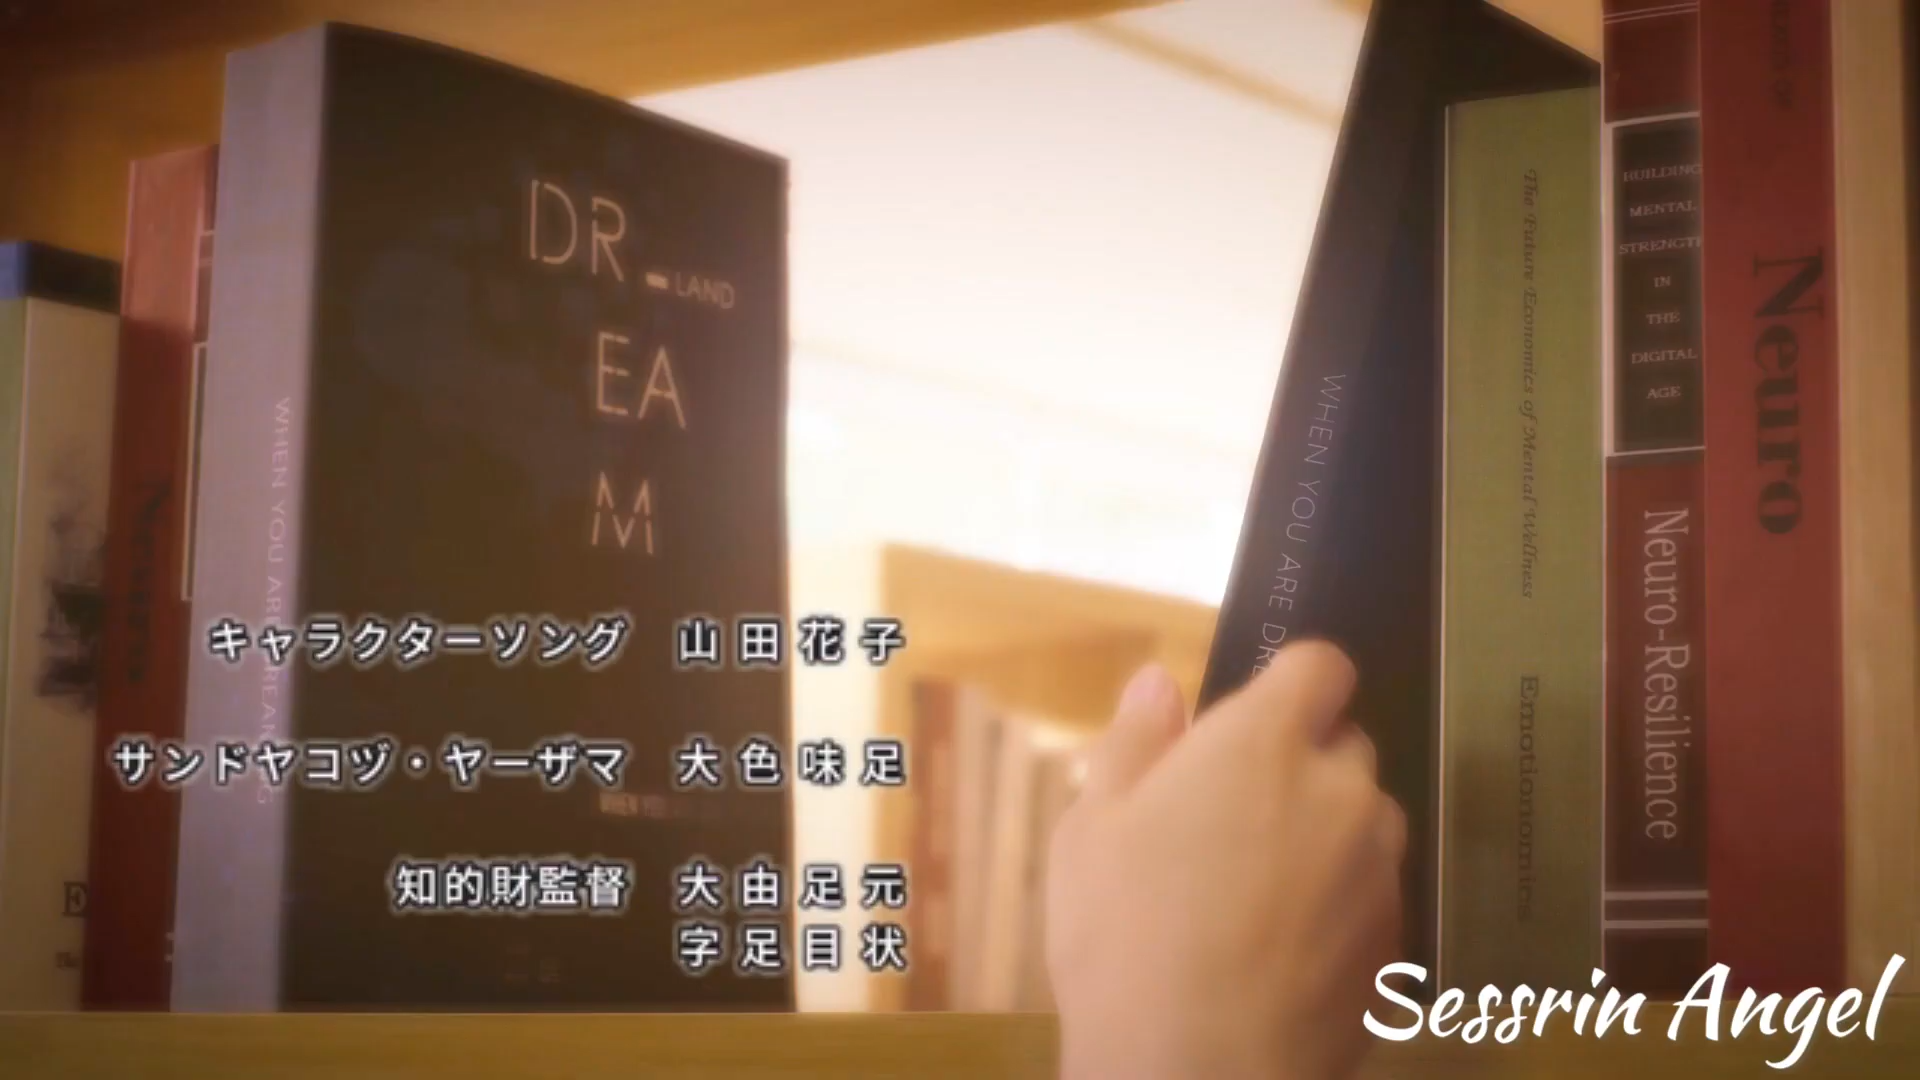 DR_LAND
EA
M
WHEN YOU ARE DREAMING
WHEN YOU
キャラクターソング　山田花子
サンドヤコヅ・ヤーザマ　大色味足
知的財監督　大由足元
字足目状
WHEN YOU ARE DRE
The Future Economics of Mental Wellness
Emotionomics
BUILDING
MENTAL
STRENGTH
IN
THE
DIGITAL
AGE
Neuro-Resilience
Neuro
Sessrin Angel